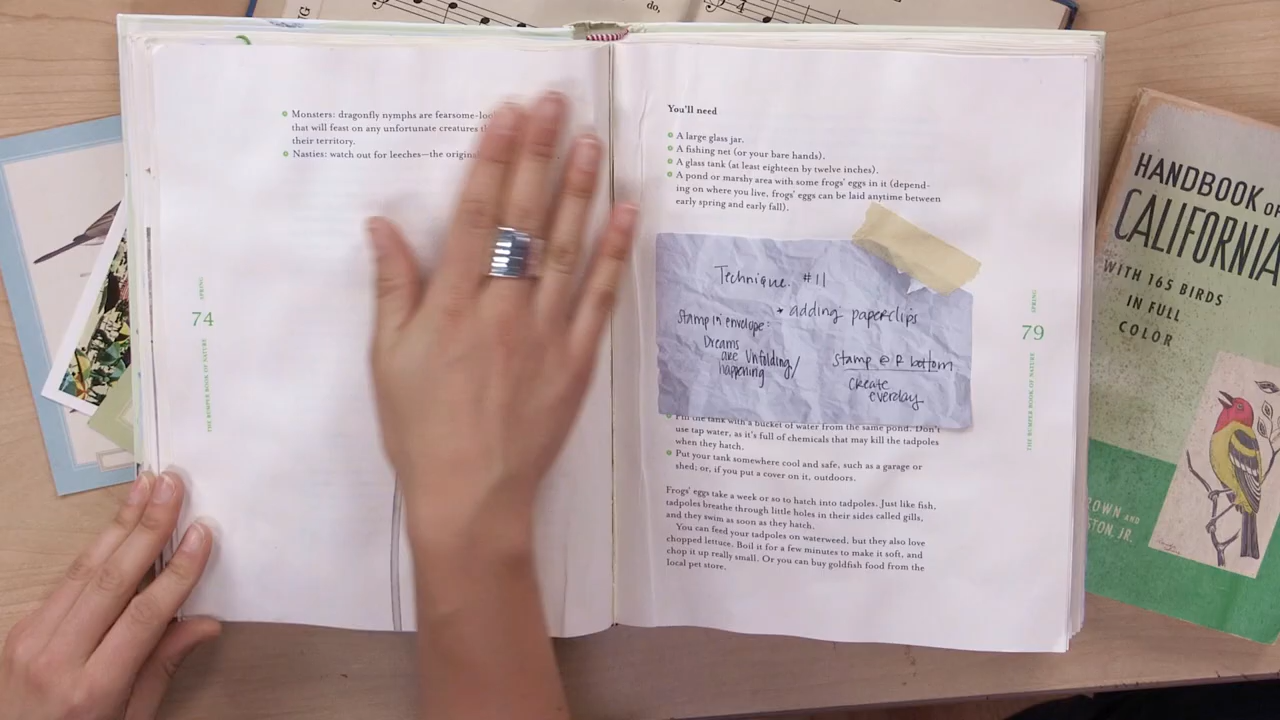 do,
Monsters: dragonfly nymphs are fearsome-loo
that will feast on any unfortunate creatures th
their territory.
Nasties: watch out for leeches—the origina
SPRING
74
THE BUMPER BOOK OF NATURE
You'll need
A large glass jar.
A fishing net (or your bare hands).
A glass tank (at least eighteen by twelve inches).
A pond or marshy area with some frogs' eggs in it (depend-
ing on where you live, frogs' eggs can be laid anytime between
early spring and early fall).
Technique. #11
* adding paperclips
Stamp in envelope:
Dreams
are Unfolding/
happening
stamp @ R bottom
Create
everday
Fill the tank with a bucket of water from the same pond. Don't
use tap water, as it's full of chemicals that may kill the tadpoles
when they hatch.
Put your tank somewhere cool and safe, such as a garage or
shed; or, if you put a cover on it, outdoors.
Frogs' eggs take a week or so to hatch into tadpoles. Just like fish,
tadpoles breathe through little holes in their sides called gills,
and they swim as soon as they hatch.
You can feed your tadpoles on waterweed, but they also love
chopped lettuce. Boil it for a few minutes to make it soft, and
chop it up really small. Or you can buy goldfish food from the
local pet store.
SPRING
79
THE BUMPER BOOK OF NATURE
HANDBOOK OF
CALIFORNIA
WITH 165 BIRDS
IN FULL
COLOR
OWN AND
STON, JR.